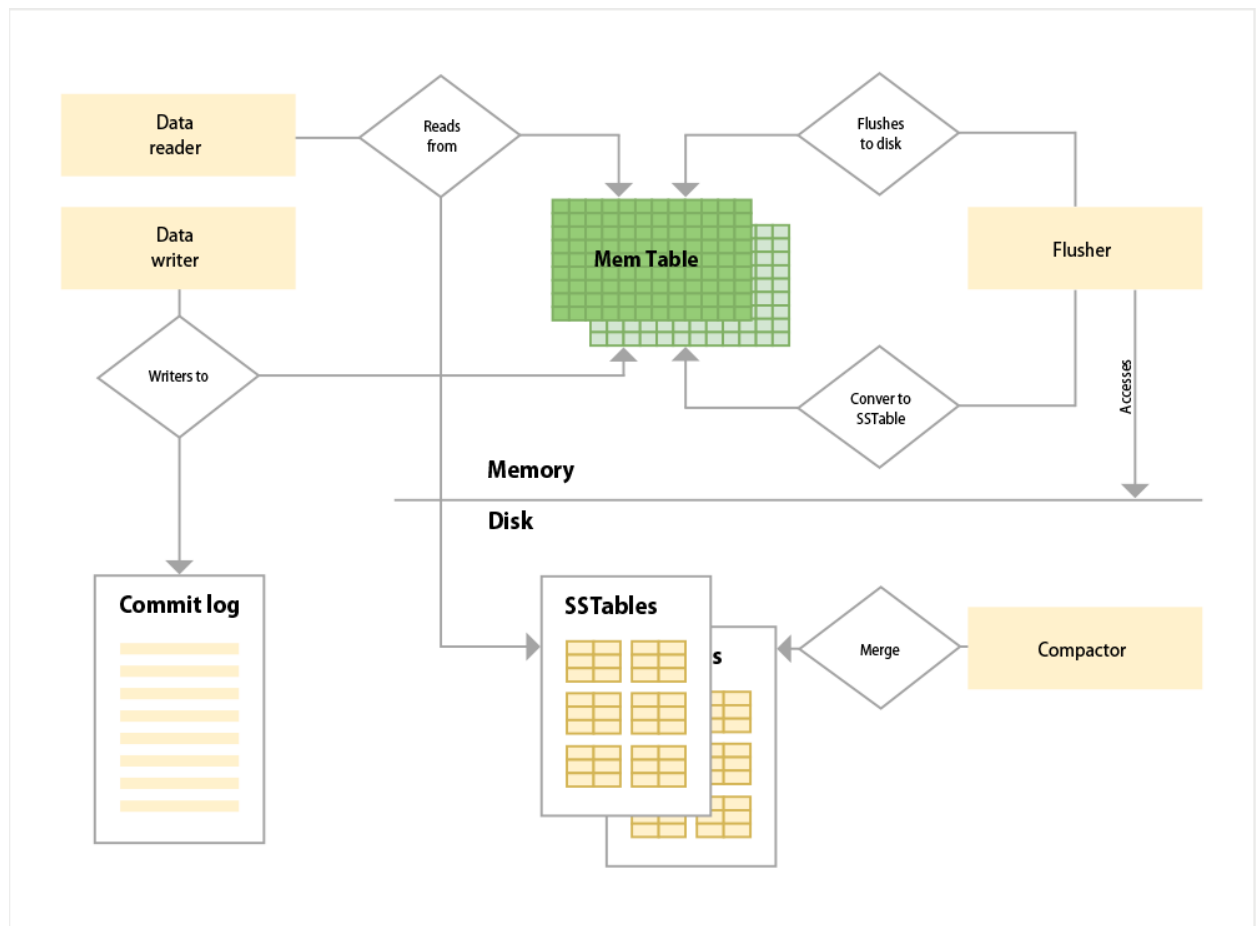 Data
reader
Reads
from
Flushes
to disk
Data
writer
Mem Table
Flusher
Writers to
Conver to
SSTable
Accesses
Memory
Disk
Commit log
SSTables
s
Merge
Compactor